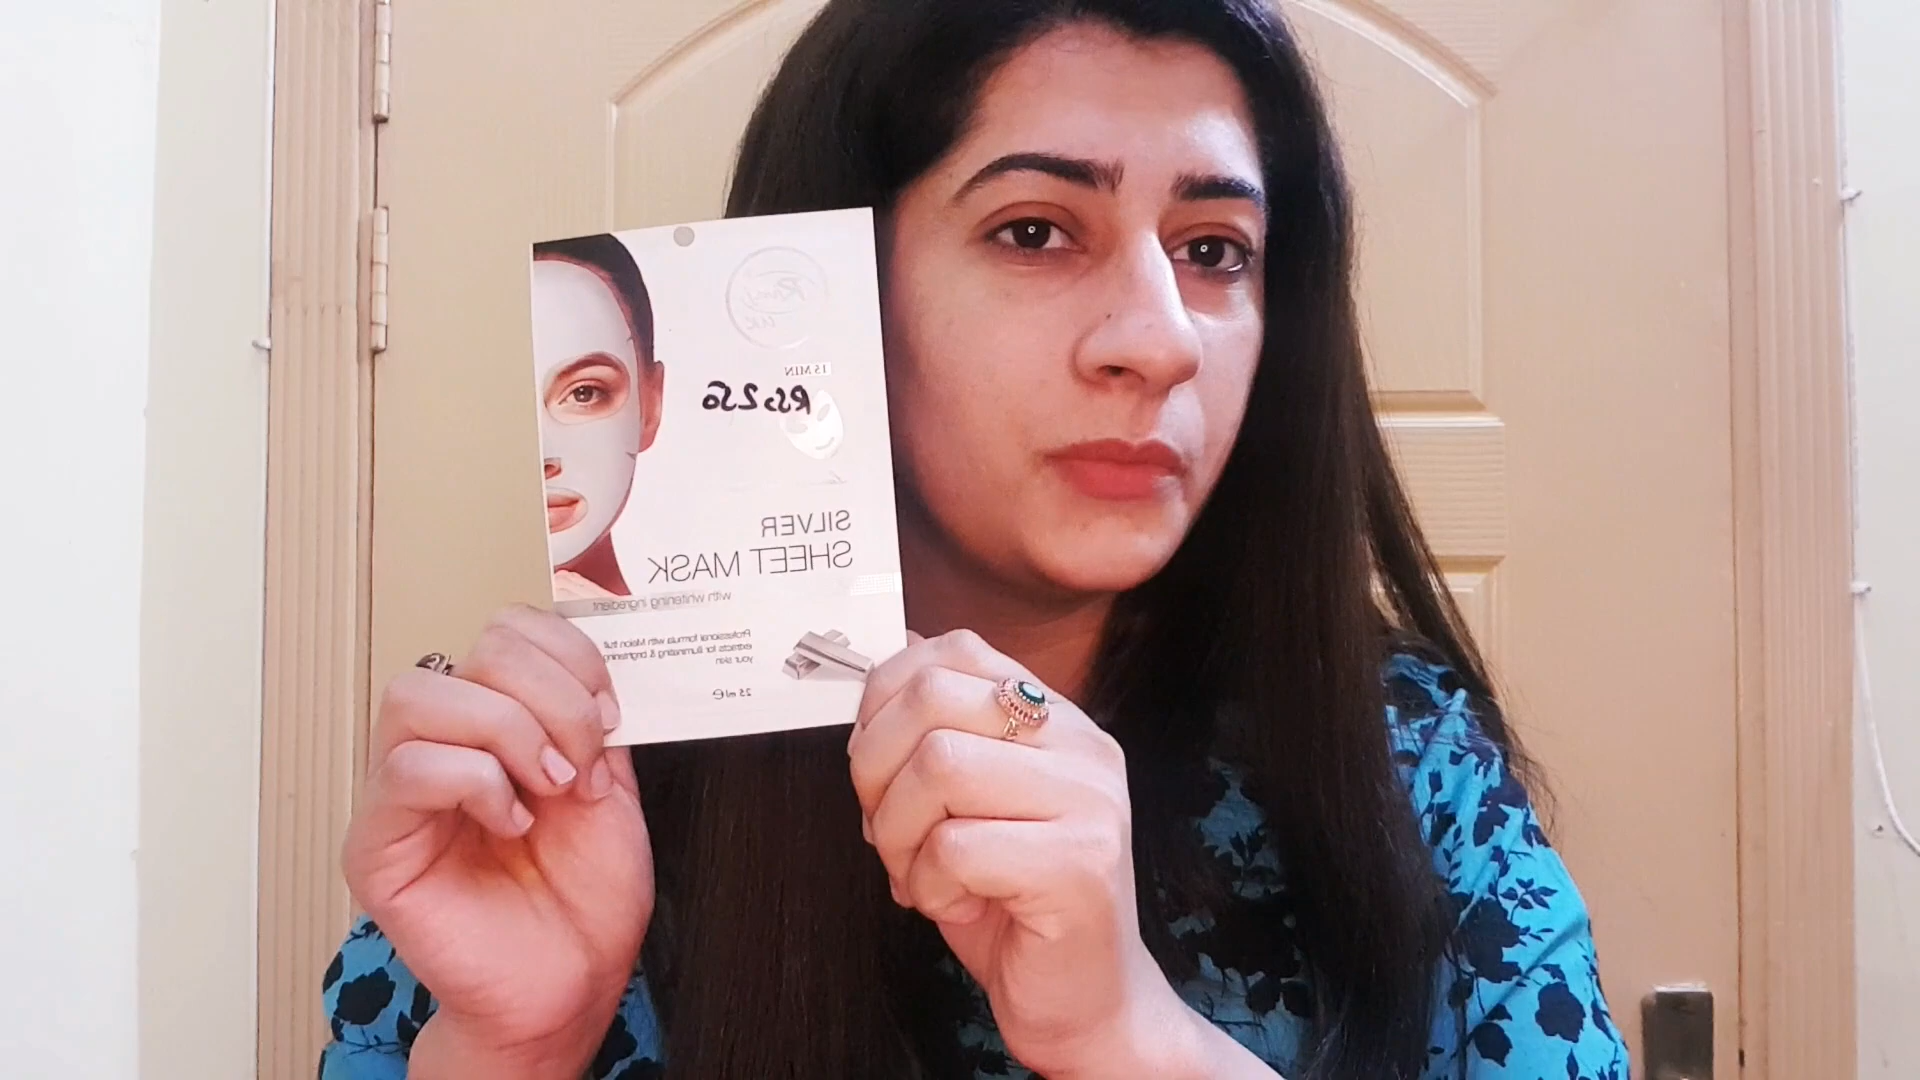 15 MIN
RS.250
SILVER
SHEET MASK
with whitening ingredient
Professional formula with Melon fruit
extracts for illuminating & brightening
your skin
25 ml e